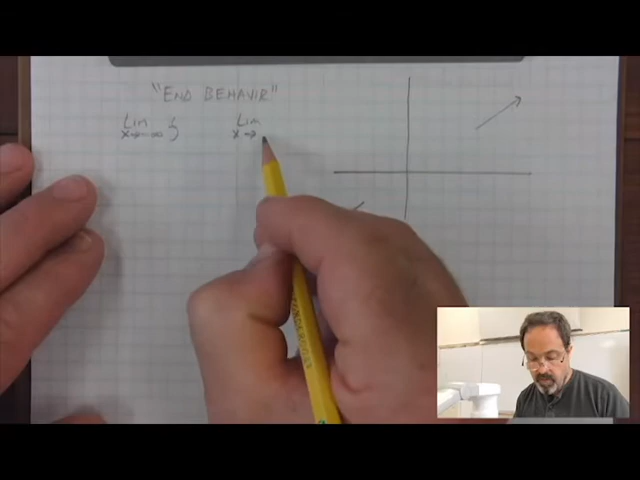 "END BEHAVIR"
Lim Lim
x→-∞ } x→